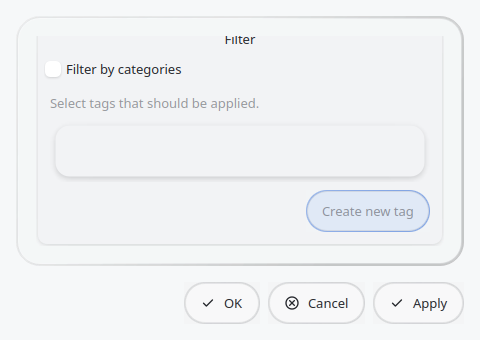 Filter
Filter by categories
Select tags that should be applied.
Create new tag
OK
Cancel
Apply